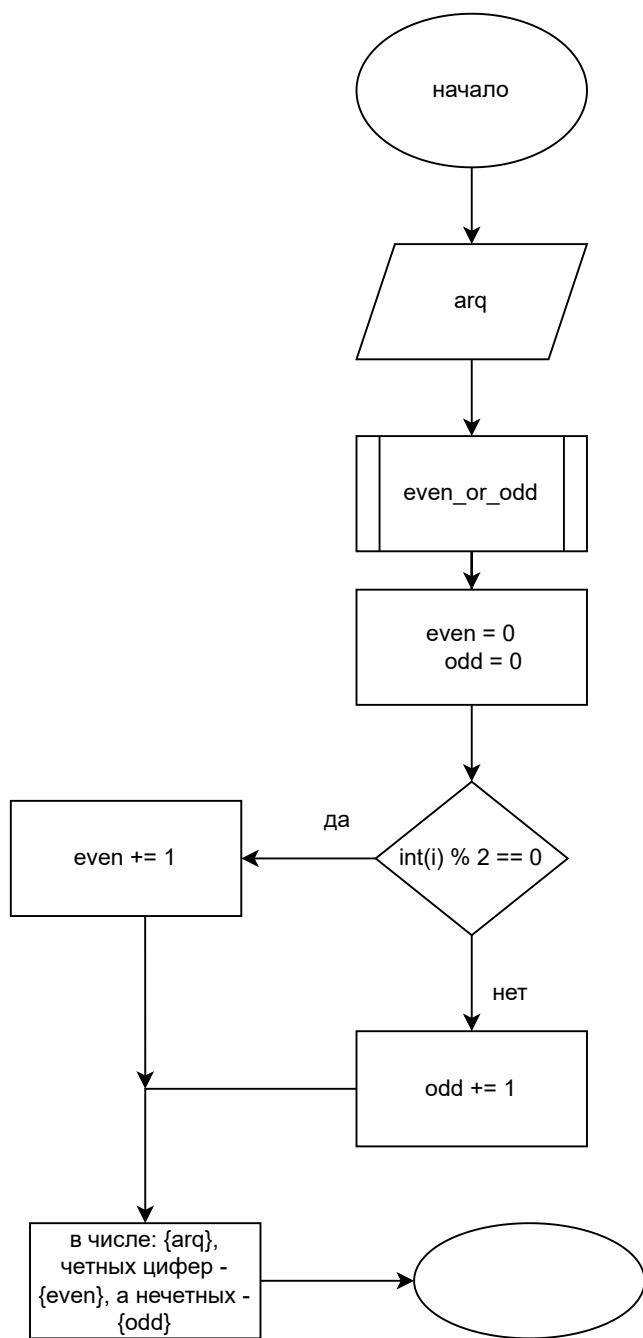 начало
arq
even_or_odd
even = 0
odd = 0
да
even += 1
int(i) % 2 == 0
нет
odd += 1
в числе: {arq},
четных цифер -
{even}, а нечетных -
{odd}